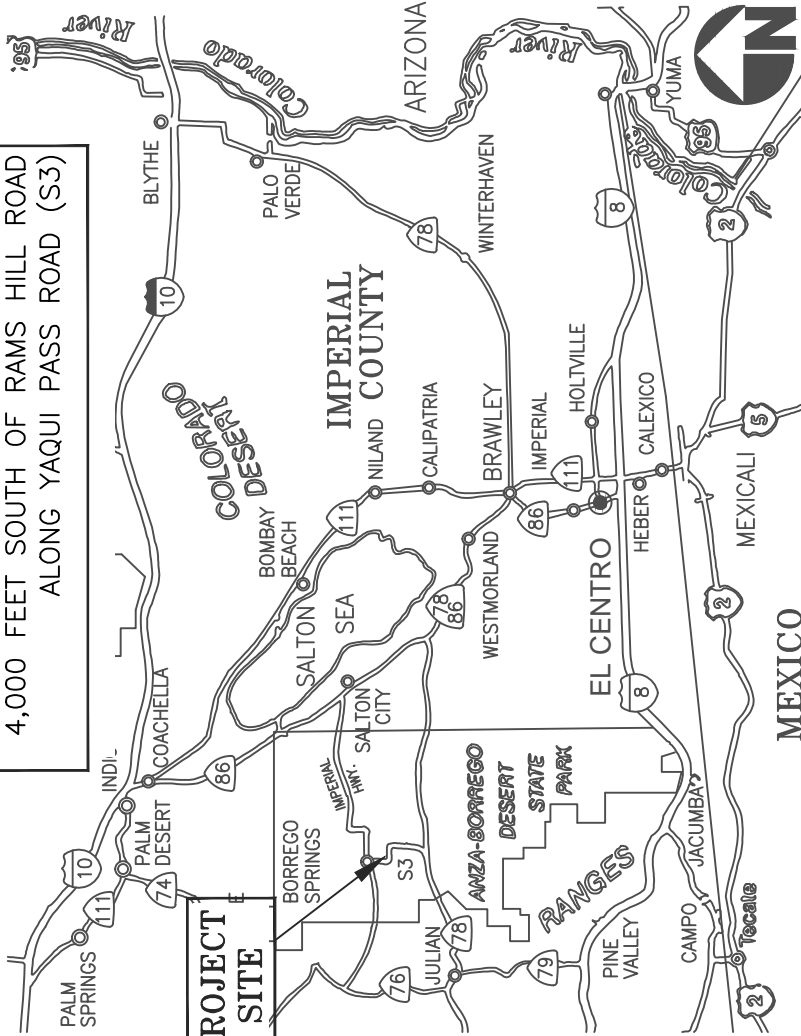 4,000 FEET SOUTH OF RAMS HILL ROAD
ALONG YAQUI PASS ROAD (S3)
95
River
Colorado
River
ARIZONA
N
BLYTHE
PALO
VERDE
10
78
WINTERHAVEN
8
YUMA
95
Colorado
2
IMPERIAL
COUNTY
COLORADO
DESERT
NILAND
CALIPATRIA
BRAWLEY
IMPERIAL
HOLTVILLE
CALEXICO
111
111
86
HEBER
5
MEXICALI
BOMBAY
BEACH
SALTON
SEA
78
86
WESTMORLAND
EL CENTRO
8
2
MEXICO
COACHELLA
86
SALTON
CITY
IMPERIAL
HWY.
10
PALM
DESERT
111
74
PALM
SPRINGS
ROJECT
SITE
E
BORREGO
SPRINGS
S3
ANZA-BORREGO
DESERT
STATE
PARK
RANGES
JACUMBA
76
JULIAN
78
79
PINE
VALLEY
CAMPO
Tecate
2